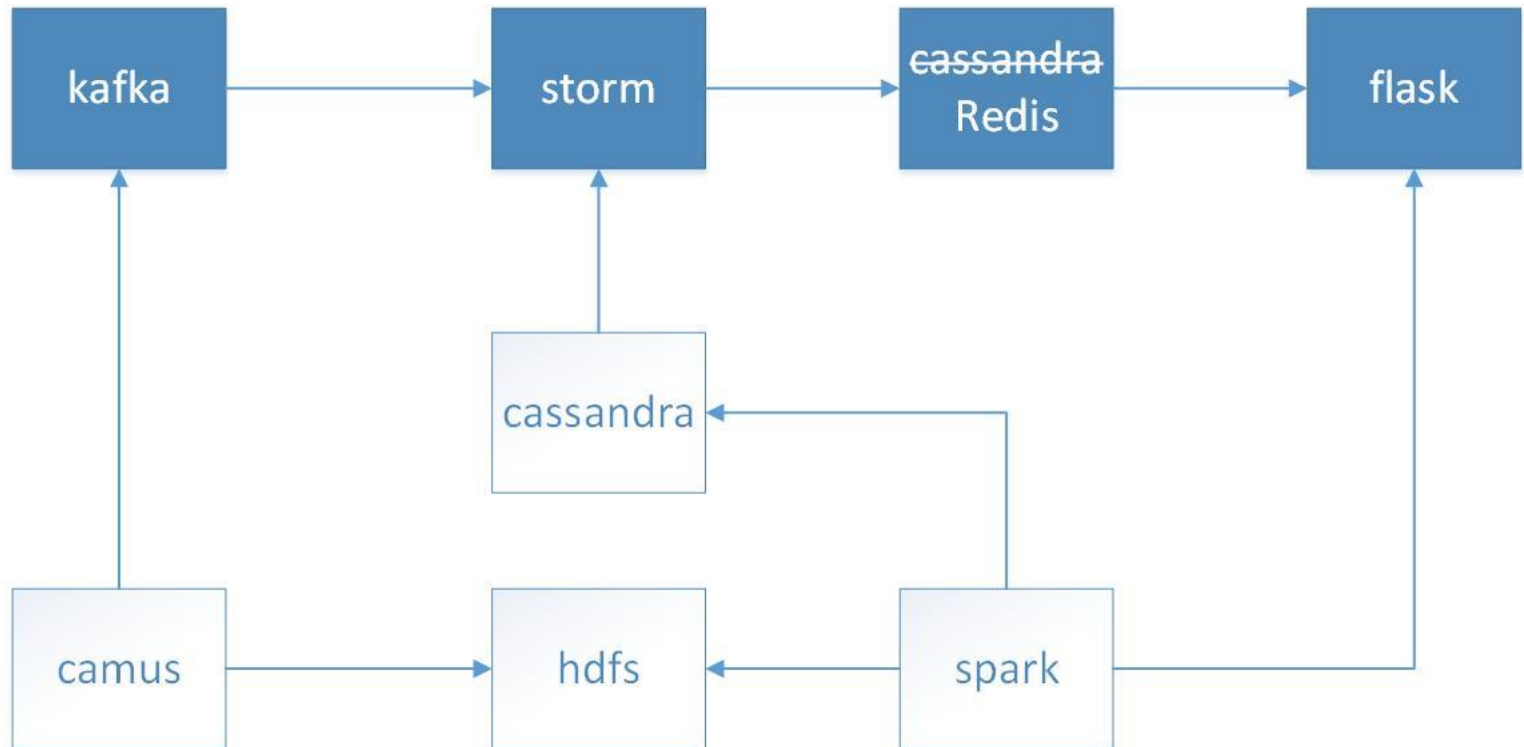 kafka
storm
cassandra
Redis
flask
cassandra
camus
hdfs
spark